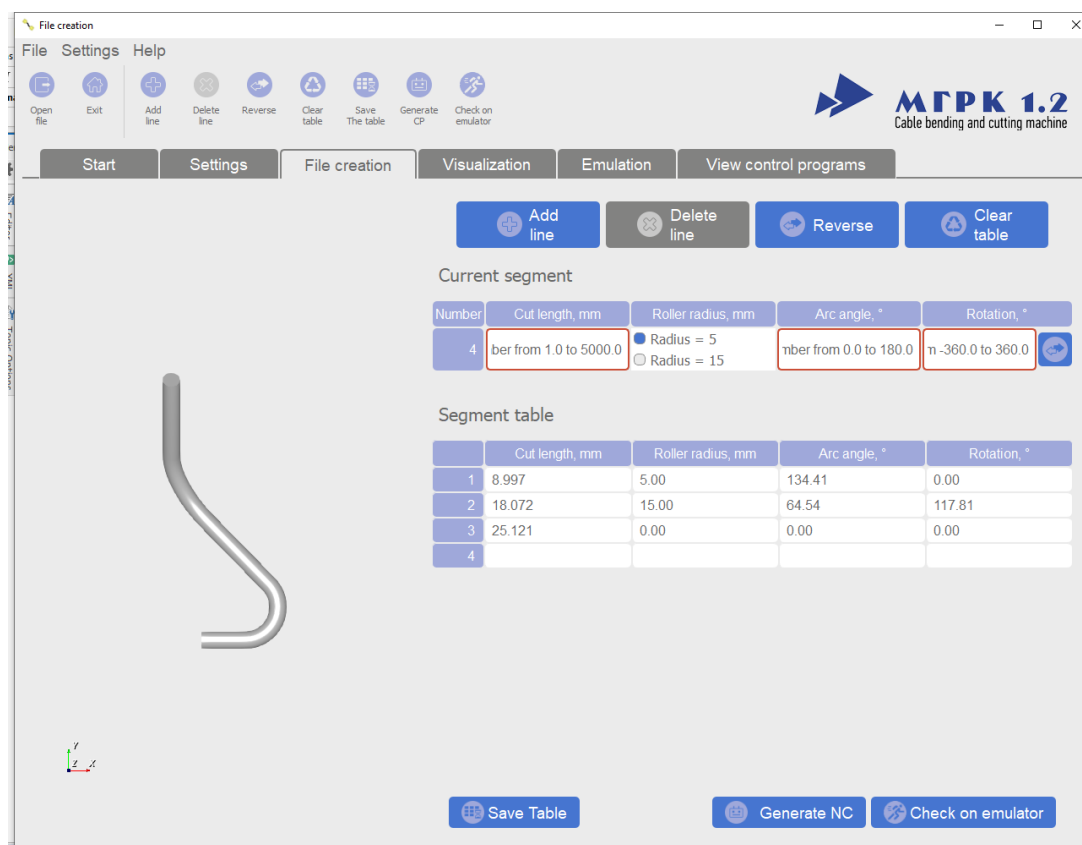 File creation
File Settings Help
Open file
Exit
Add line
Delete line
Reverse
Clear table
Save The table
Generate CP
Check on emulator
МГРК 1.2
Cable bending and cutting machine
Start Settings File creation Visualization Emulation View control programs
Add line
Delete line
Reverse
Clear table
Current segment
Number Cut length, mm Roller radius, mm Arc angle, ° Rotation, °
4 ber from 1.0 to 5000.0 Radius = 5 mber from 0.0 to 180.0 n -360.0 to 360.0
Radius = 15
Segment table
Cut length, mm Roller radius, mm Arc angle, ° Rotation, °
1 8.997 5.00 134.41 0.00
2 18.072 15.00 64.54 117.81
3 25.121 0.00 0.00 0.00
4
Y
Z X
Save Table Generate NC Check on emulator